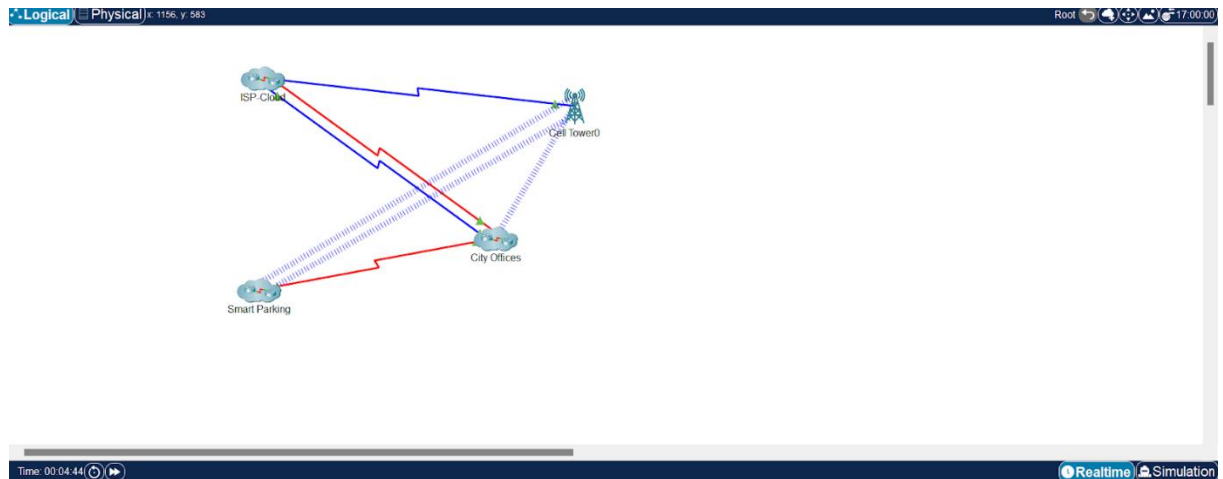 Logical Physical x: 1156, y: 583 Root 17:00:00
ISP-Cloud
Cell Tower0
City Offices
Smart Parking
Time: 00:04:44 Realtime Simulation